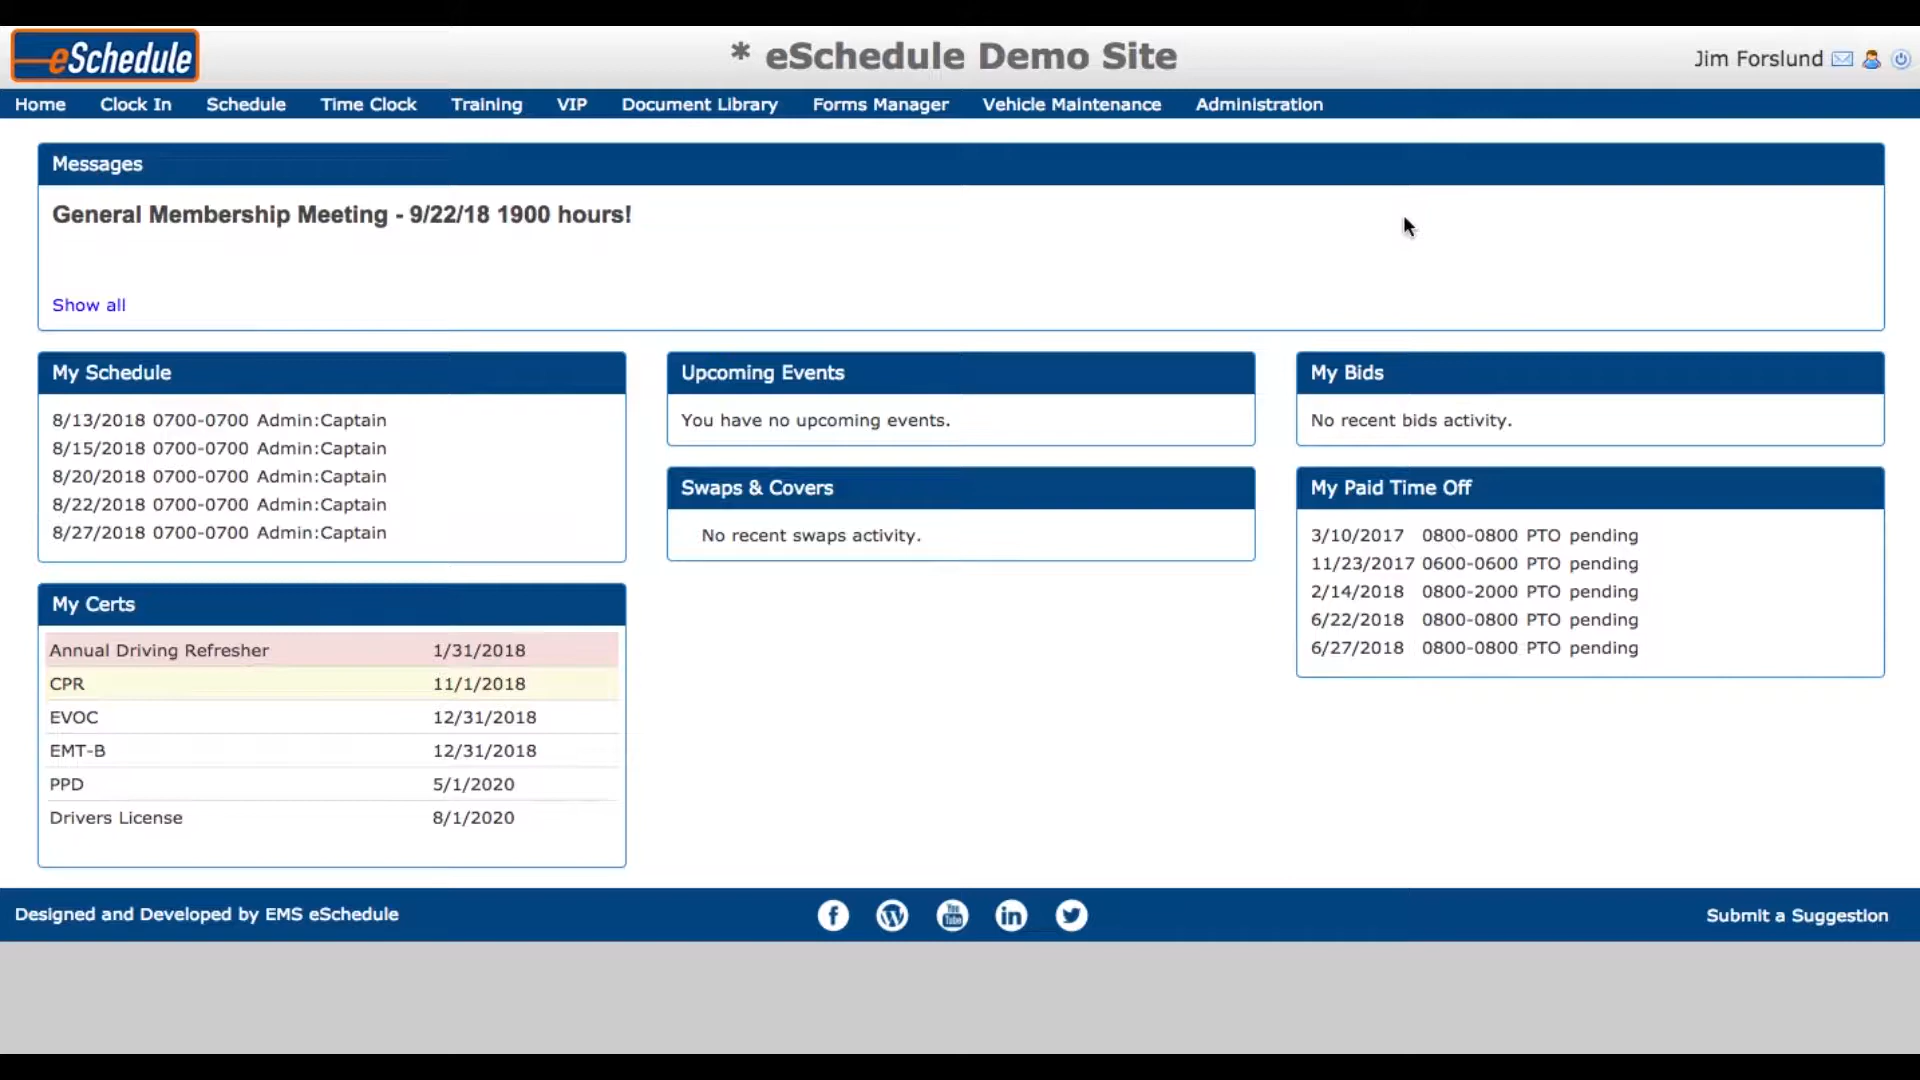 eSchedule
* eSchedule Demo Site
Jim Forslund
Home Clock In Schedule Time Clock Training VIP Document Library Forms Manager Vehicle Maintenance Administration
Messages
General Membership Meeting - 9/22/18 1900 hours!
Show all
My Schedule
8/13/2018 0700-0700 Admin:Captain
8/15/2018 0700-0700 Admin:Captain
8/20/2018 0700-0700 Admin:Captain
8/22/2018 0700-0700 Admin:Captain
8/27/2018 0700-0700 Admin:Captain
My Certs
Annual Driving Refresher 1/31/2018
CPR 11/1/2018
EVOC 12/31/2018
EMT-B 12/31/2018
PPD 5/1/2020
Drivers License 8/1/2020
Upcoming Events
You have no upcoming events.
Swaps & Covers
No recent swaps activity.
My Bids
No recent bids activity.
My Paid Time Off
3/10/2017 0800-0800 PTO pending
11/23/2017 0600-0600 PTO pending
2/14/2018 0800-2000 PTO pending
6/22/2018 0800-0800 PTO pending
6/27/2018 0800-0800 PTO pending
Designed and Developed by EMS eSchedule
You
Tube
Submit a Suggestion